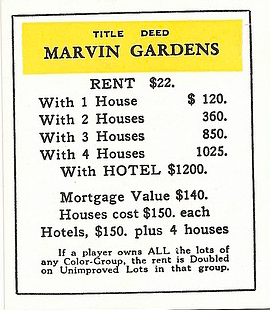 TITLE DEED
MARVIN GARDENS
RENT $22.
With 1 House $ 120.
With 2 Houses 360.
With 3 Houses 850.
With 4 Houses 1025.
With HOTEL $1200.
Mortgage Value $140.
Houses cost $150. each
Hotels, $150. plus 4 houses
If a player owns ALL the lots of
any Color-Group, the rent is Doubled
on Unimproved Lots in that group.